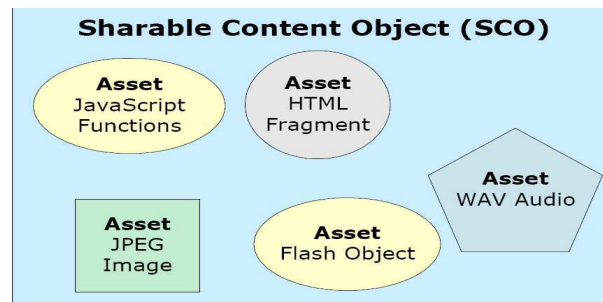 Sharable Content Object (SCO)
Asset
JavaScript
Functions
Asset
HTML
Fragment
Asset
WAV Audio
Asset
JPEG
Image
Asset
Flash Object